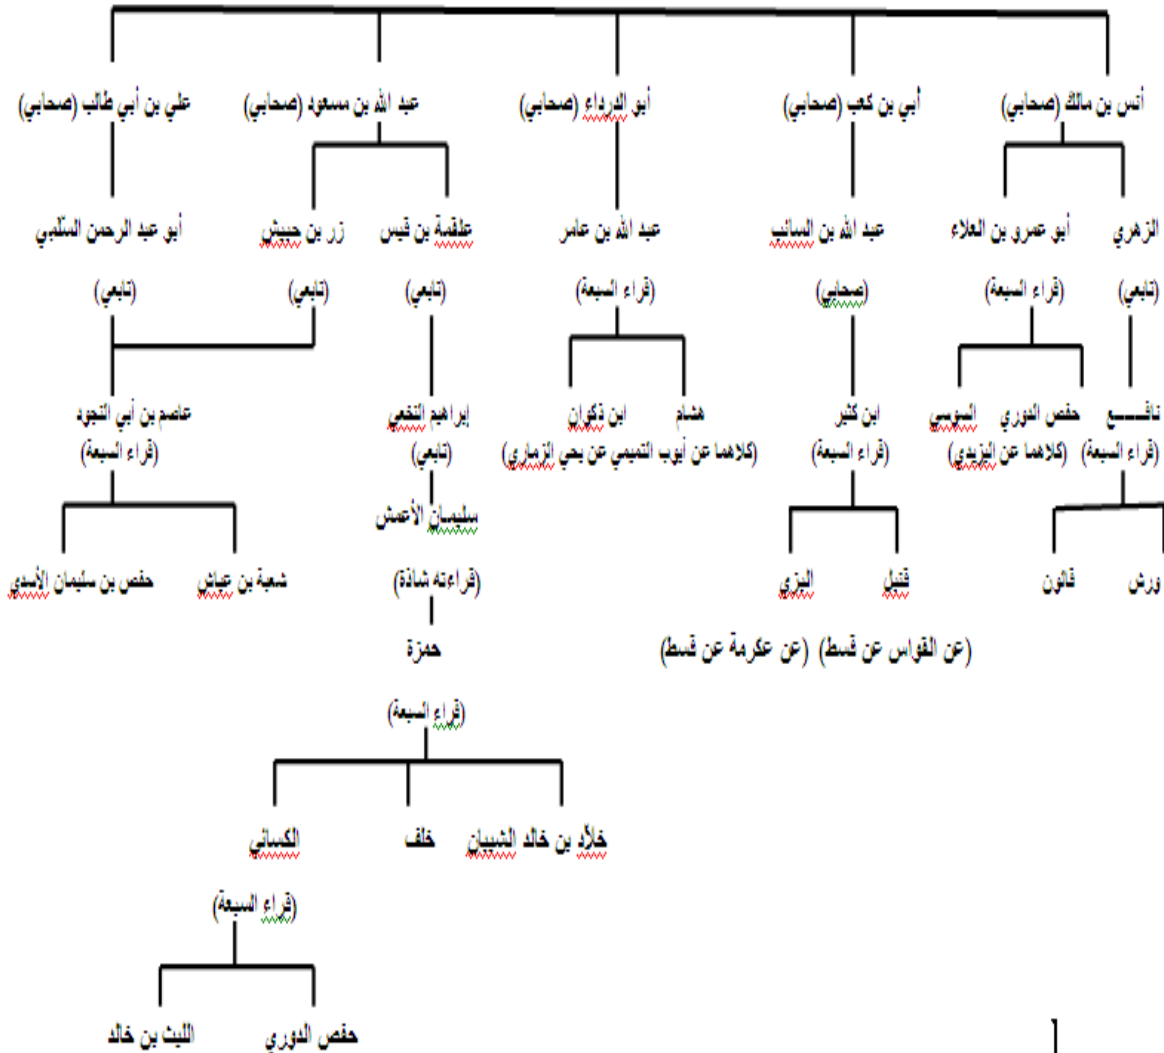 أنس بن مالك (صحابي) أبي بن كعب (صحابي) أبو الدرداء (صحابي) عبد الله بن مسعود (صحابي) علي بن أبي طالب (صحابي)
الزهري أبو عمرو بن العلاء عبد الله بن السائب عبد الله بن عامر علقمة بن قيس زر بن حبيش أبو عبد الرحمن السّلمي
(تابعي) (قراء السبعة) (صحابي) (قراء السبعة) (تابعي) (تابعي) (تابعي)
نافــــع حفص الدوري السوسي ابن كثير هشام ابن ذكوان إبراهيم النخعي عاصم بن أبي النجود
(قراء السبعة) (كلاهما عن اليزيدي) (قراء السبعة) (كلاهما عن أيوب التميمي عن يحي الزماري) (تابعي) (قراء السبعة)
سليمـان الأعمش
ورش قالون قنبل البزي (قراءته شاذة) شعبة بن عياش حفص بن سليمان الأسدي
(عن القواس عن قسط) (عن عكرمة عن قسط) حمزة
(قراء السبعة)
خلاّد بن خالد الشيبان خلف الكسائي
(قراء السبعة)
حفص الدوري الليث بن خالد